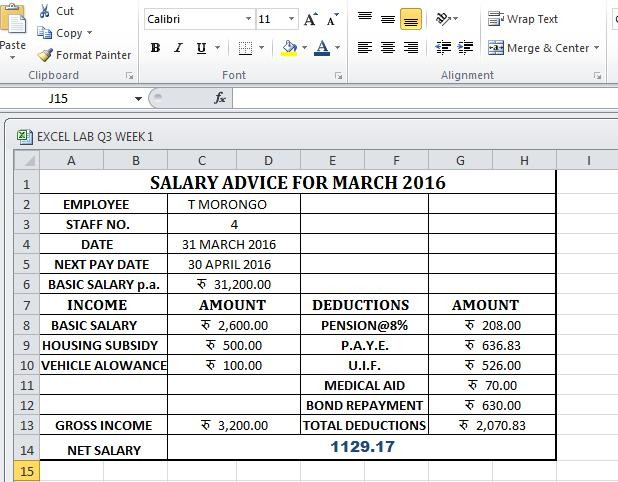 Cut
Calibri 11 A A Wrap Text
Paste Copy
Format Painter B I U A Merge & Center
Clipboard Font Alignment
J15 fx
EXCEL LAB Q3 WEEK 1
A B C D E F G H I
1 SALARY ADVICE FOR MARCH 2016
2 EMPLOYEE T MORONGO
3 STAFF NO. 4
4 DATE 31 MARCH 2016
5 NEXT PAY DATE 30 APRIL 2016
6 BASIC SALARY p.a. रु 31,200.00
7 INCOME AMOUNT DEDUCTIONS AMOUNT
8 BASIC SALARY रु 2,600.00 PENSION@8% रु 208.00
9 HOUSING SUBSIDY रु 500.00 P.A.Y.E. रु 636.83
10 VEHICLE ALOWANCE रु 100.00 U.I.F. रु 526.00
11 MEDICAL AID रु 70.00
12 BOND REPAYMENT रु 630.00
13 GROSS INCOME रु 3,200.00 TOTAL DEDUCTIONS रु 2,070.83
14 NET SALARY 1129.17
15